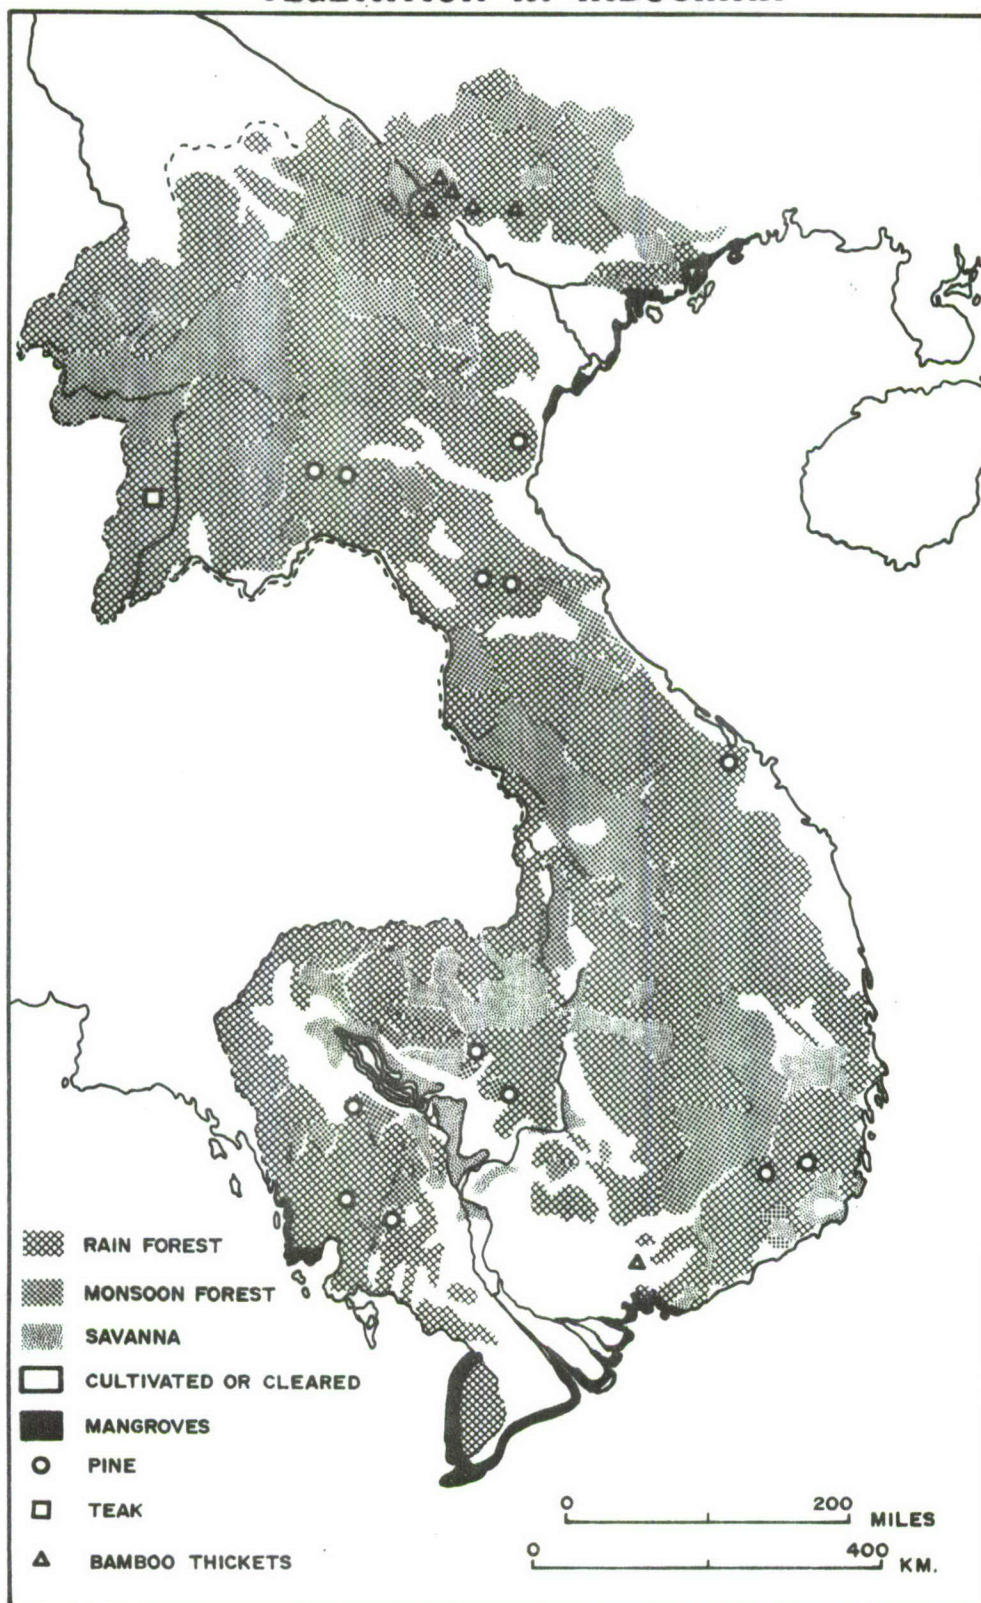 RAIN FOREST
MONSOON FOREST
SAVANNA
CULTIVATED OR CLEARED
MANGROVES
PINE
TEAK
BAMBOO THICKETS
0 200 MILES
0 400 KM.